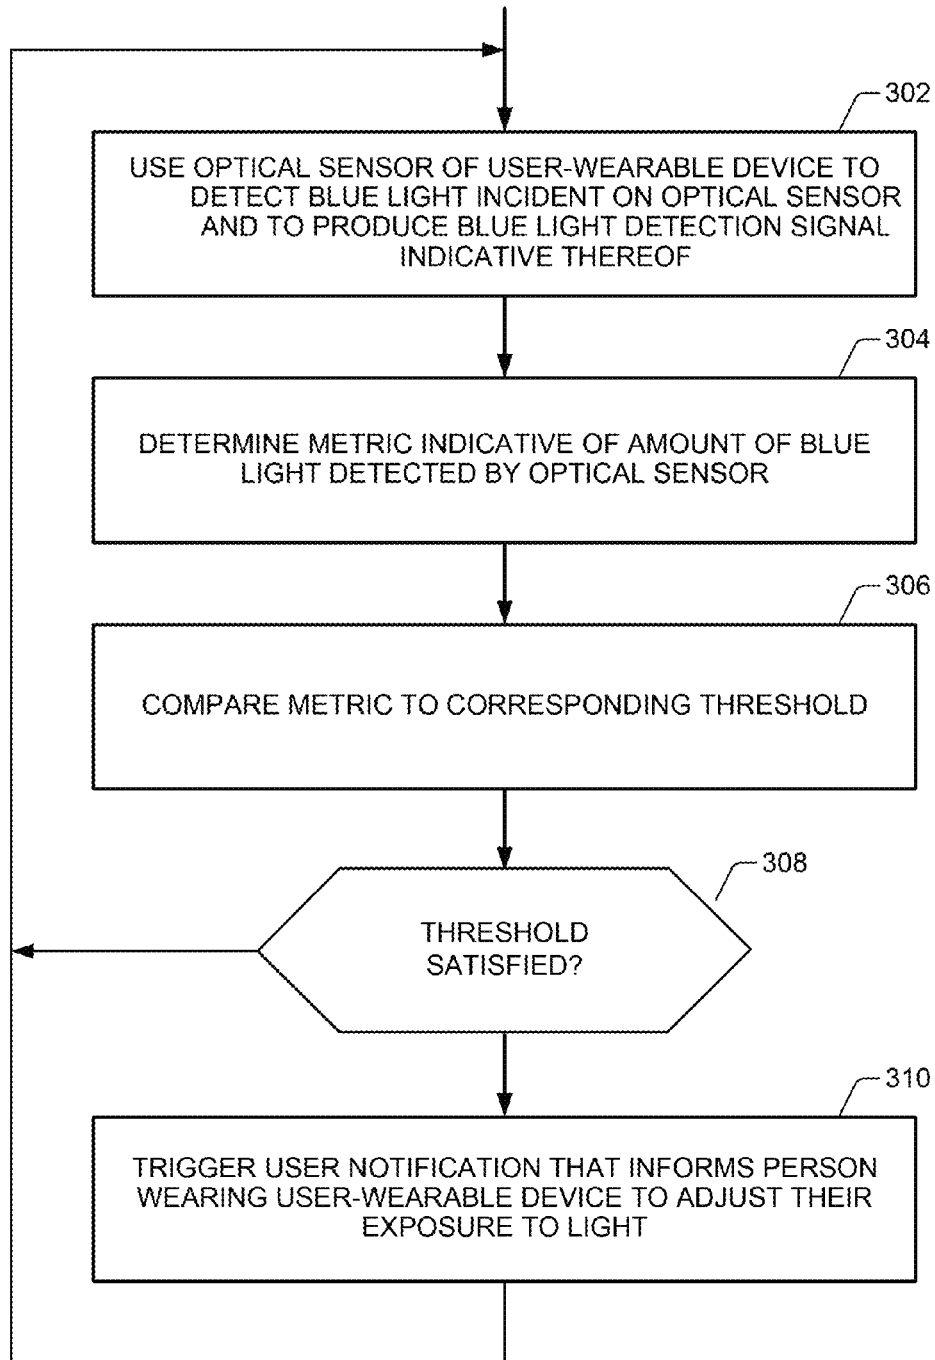 302
USE OPTICAL SENSOR OF USER-WEARABLE DEVICE TO
DETECT BLUE LIGHT INCIDENT ON OPTICAL SENSOR
AND TO PRODUCE BLUE LIGHT DETECTION SIGNAL
INDICATIVE THEREOF
304
DETERMINE METRIC INDICATIVE OF AMOUNT OF BLUE
LIGHT DETECTED BY OPTICAL SENSOR
306
COMPARE METRIC TO CORRESPONDING THRESHOLD
308
THRESHOLD
SATISFIED?
310
TRIGGER USER NOTIFICATION THAT INFORMS PERSON
WEARING USER-WEARABLE DEVICE TO ADJUST THEIR
EXPOSURE TO LIGHT